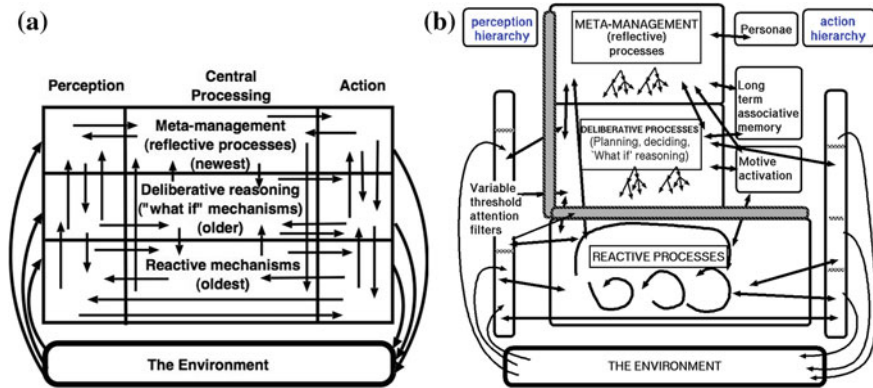 (a)
Perception
Central
Processing
Action
Meta-management
(reflective processes)
(newest)
Deliberative reasoning
("what if" mechanisms)
(older)
Reactive mechanisms
(oldest)
The Environment
(b)
perception
hierarchy
META-MANAGEMENT
(reflective)
processes
Personae
action
hierarchy
Long
term
associative
memory
DELIBERATIVE PROCESSES
(Planning, deciding,
'What if' reasoning)
Motive
activation
Variable
threshold
attention
filters
REACTIVE PROCESSES
THE ENVIRONMENT